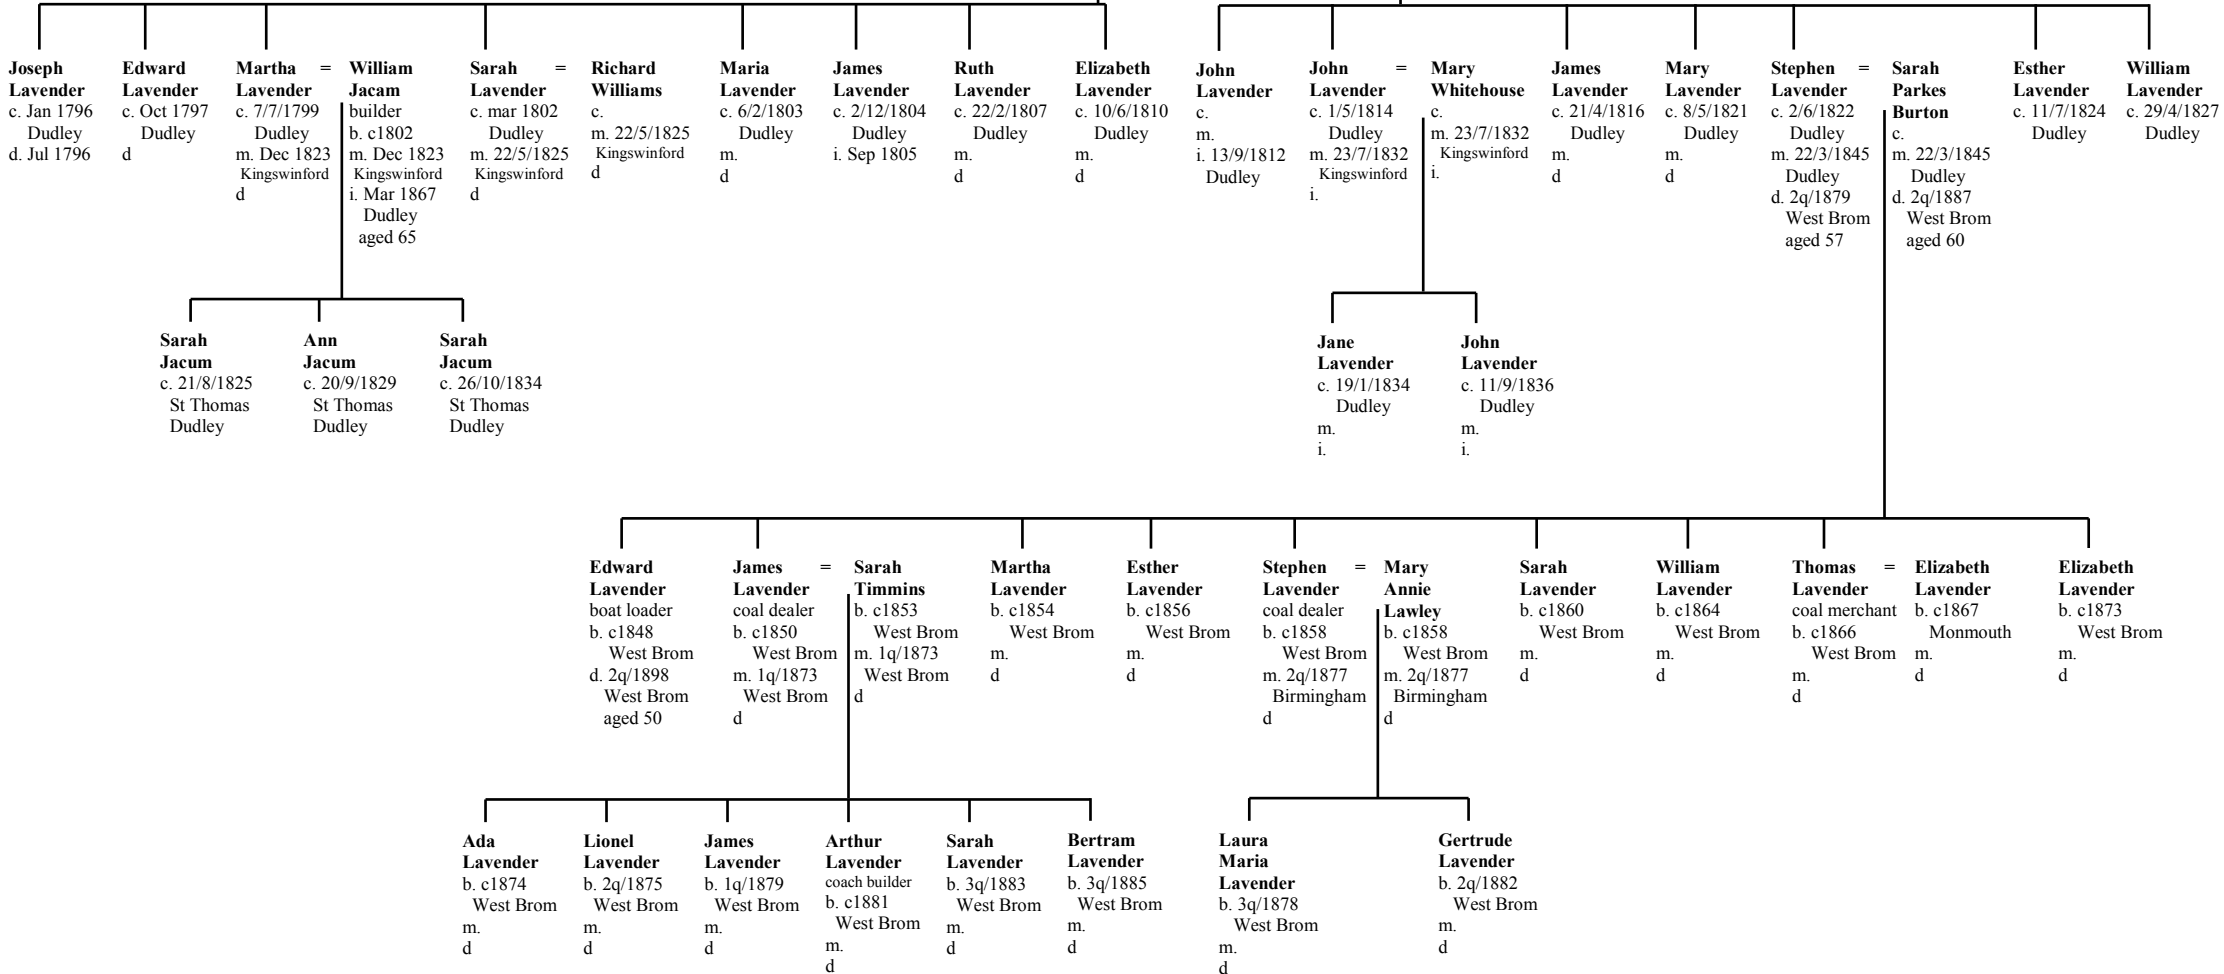 Joseph
Lavender
c. Jan 1796
Dudley
d. Jul 1796
Edward
Lavender
c. Oct 1797
Dudley
d
Martha =
Lavender
c. 7/7/1799
Dudley
m. Dec 1823
Kingswinford
d
William
Jacam
builder
b. c1802
m. Dec 1823
Kingswinford
i. Mar 1867
Dudley
aged 65
Sarah =
Lavender
c. mar 1802
Dudley
m. 22/5/1825
Kingswinford
d
Richard
Williams
c.
m. 22/5/1825
Kingswinford
d
Maria
Lavender
c. 6/2/1803
Dudley
m.
d
James
Lavender
c. 2/12/1804
Dudley
i. Sep 1805
Ruth
Lavender
c. 22/2/1807
Dudley
m.
d
Elizabeth
Lavender
c. 10/6/1810
Dudley
m.
d
John
Lavender
c.
m.
i. 13/9/1812
Dudley
John =
Lavender
c. 1/5/1814
Dudley
m. 23/7/1832
Kingswinford
i.
Mary
Whitehouse
c.
m. 23/7/1832
Kingswinford
i.
James
Lavender
c. 21/4/1816
Dudley
m.
d
Mary
Lavender
c. 8/5/1821
Dudley
m.
d
Stephen =
Lavender
c. 2/6/1822
Dudley
m. 22/3/1845
Dudley
d. 2q/1879
West Brom
aged 57
Sarah
Parkes
Burton
c.
m. 22/3/1845
Dudley
d. 2q/1887
West Brom
aged 60
Esther
Lavender
c. 11/7/1824
Dudley
William
Lavender
c. 29/4/1827
Dudley
Sarah
Jacum
c. 21/8/1825
St Thomas
Dudley
Ann
Jacum
c. 20/9/1829
St Thomas
Dudley
Sarah
Jacum
c. 26/10/1834
St Thomas
Dudley
Jane
Lavender
c. 19/1/1834
Dudley
m.
i.
John
Lavender
c. 11/9/1836
Dudley
m.
i.
Edward
Lavender
boat loader
b. c1848
West Brom
d. 2q/1898
West Brom
aged 50
James =
Lavender
coal dealer
b. c1850
West Brom
m. 1q/1873
West Brom
d
Sarah
Timmins
b. c1853
West Brom
m. 1q/1873
West Brom
d
Martha
Lavender
b. c1854
West Brom
m.
d
Esther
Lavender
b. c1856
West Brom
m.
d
Stephen =
Lavender
coal dealer
b. c1858
West Brom
m. 2q/1877
Birmingham
d
Mary
Annie
Lawley
b. c1858
West Brom
m. 2q/1877
Birmingham
d
Sarah
Lavender
b. c1860
West Brom
m.
d
William
Lavender
b. c1864
West Brom
m.
d
Thomas =
Lavender
coal merchant
b. c1866
West Brom
m.
d
Elizabeth
Lavender
b. c1867
Monmouth
m.
d
Elizabeth
Lavender
b. c1873
West Brom
m.
d
Ada
Lavender
b. c1874
West Brom
m.
d
Lionel
Lavender
b. 2q/1875
West Brom
m.
d
James
Lavender
b. 1q/1879
West Brom
m.
d
Arthur
Lavender
coach builder
b. c1881
West Brom
m.
d
Sarah
Lavender
b. 3q/1883
West Brom
m.
d
Bertram
Lavender
b. 3q/1885
West Brom
m.
d
Laura
Maria
Lavender
b. 3q/1878
West Brom
m.
d
Gertrude
Lavender
b. 2q/1882
West Brom
m.
d